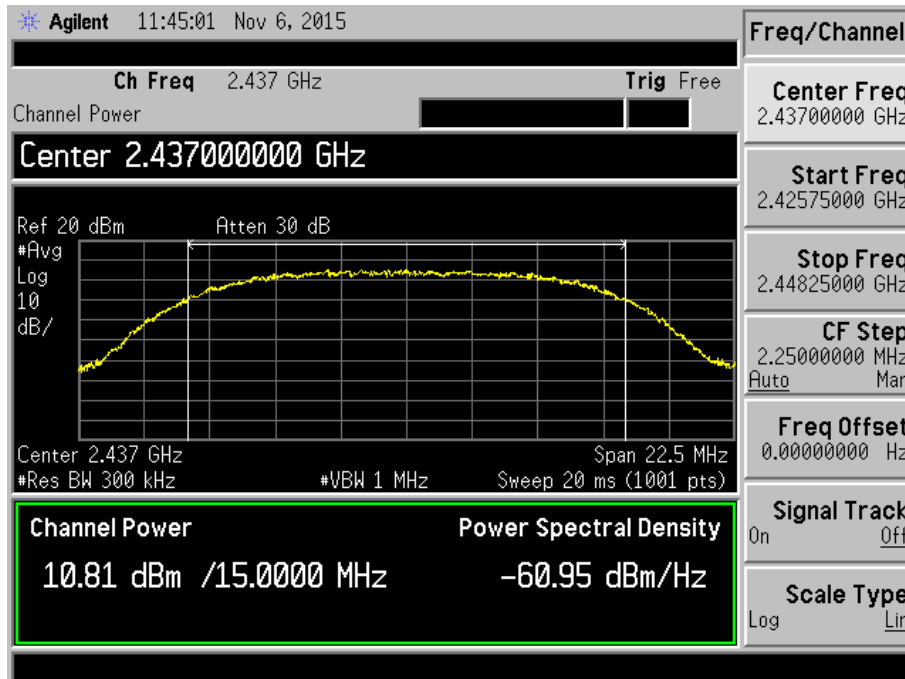 Agilent 11:45:01 Nov 6, 2015
Freq/Channel
Ch Freq 2.437 GHz Trig Free
Channel Power
Center 2.437000000 GHz
Ref 20 dBm Atten 30 dB
#Avg
Log
10
dB/
Center 2.437 GHz Span 22.5 MHz
#Res BW 300 kHz #VBW 1 MHz Sweep 20 ms (1001 pts)
Channel Power Power Spectral Density
10.81 dBm /15.0000 MHz -60.95 dBm/Hz
Center Freq
2.43700000 GHz
Start Freq
2.42575000 GHz
Stop Freq
2.44825000 GHz
CF Step
2.25000000 MHz
Auto Man
Freq Offset
0.00000000 Hz
Signal Track
On Off
Scale Type
Log Lin